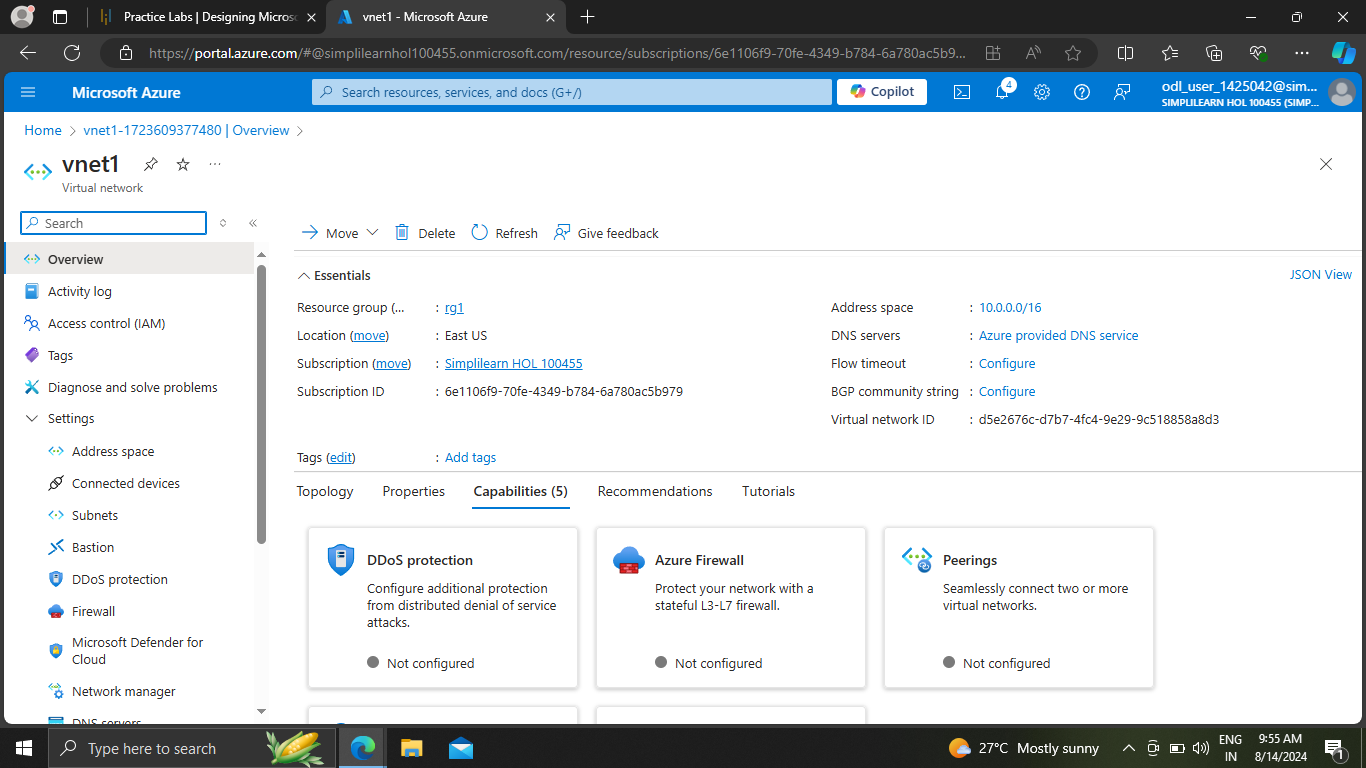 Practice Labs | Designing Microso
vnet1 - Microsoft Azure
https://portal.azure.com/#@simplilearnhol100455.onmicrosoft.com/resource/subscriptions/6e1106f9-70fe-4349-b784-6a780ac5b9...
Microsoft Azure
Search resources, services, and docs (G+/)
Copilot
4
odl_user_1425042@sim...
SIMPLILEARN HOL 100455 (SIMP...
Home > vnet1-1723609377480 | Overview >
vnet1
Virtual network
Search
Overview
Activity log
Access control (IAM)
Tags
Diagnose and solve problems
Settings
Address space
Connected devices
Subnets
Bastion
DDoS protection
Firewall
Microsoft Defender for
Cloud
Network manager
DNS servers
Move
Delete
Refresh
Give feedback
Essentials
JSON View
Resource group (... : rg1
Location (move) : East US
Subscription (move) : Simplilearn HOL 100455
Subscription ID : 6e1106f9-70fe-4349-b784-6a780ac5b979
Address space : 10.0.0.0/16
DNS servers : Azure provided DNS service
Flow timeout : Configure
BGP community string : Configure
Virtual network ID : d5e2676c-d7b7-4fc4-9e29-9c518858a8d3
Tags (edit) : Add tags
Topology
Properties
Capabilities (5)
Recommendations
Tutorials
DDoS protection
Configure additional protection
from distributed denial of service
attacks.
Not configured
Azure Firewall
Protect your network with a
stateful L3-L7 firewall.
Not configured
Peerings
Seamlessly connect two or more
virtual networks.
Not configured
Type here to search
27°C Mostly sunny
ENG
IN
9:55 AM
8/14/2024
1